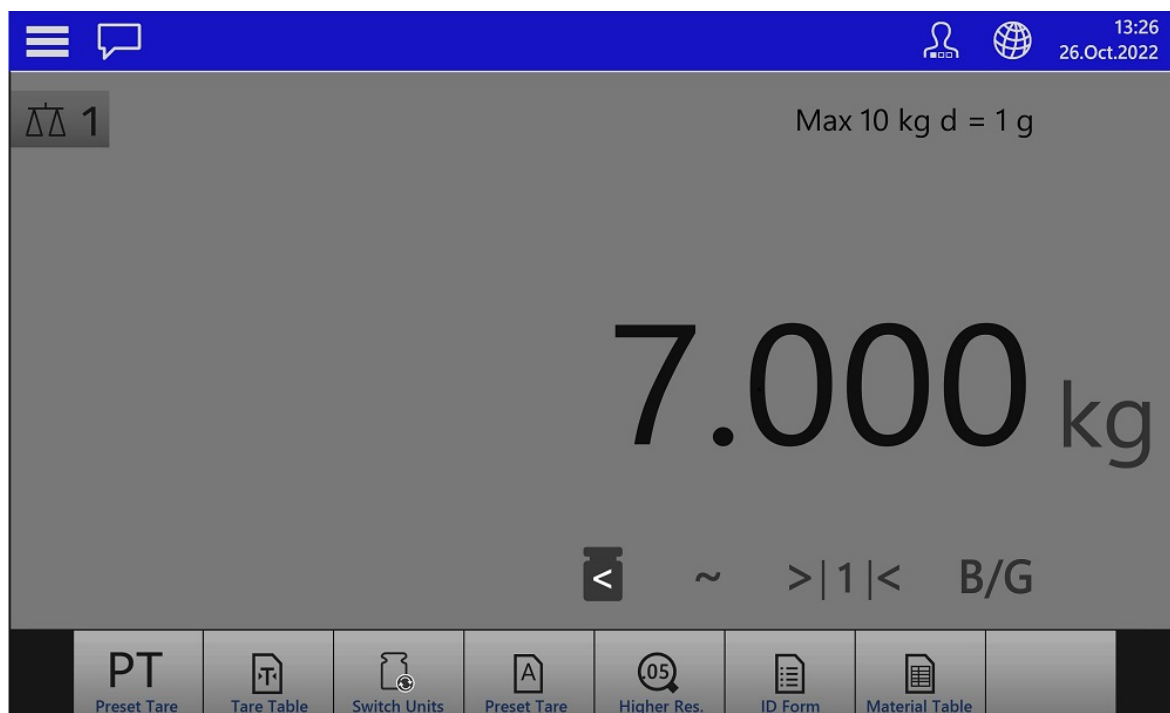 13:26
26.Oct.2022
1
Max 10 kg d = 1 g
7.000 kg
< ~ >|1|< B/G
PT T A .05
Preset Tare Tare Table Switch Units Preset Tare Higher Res. ID Form Material Table